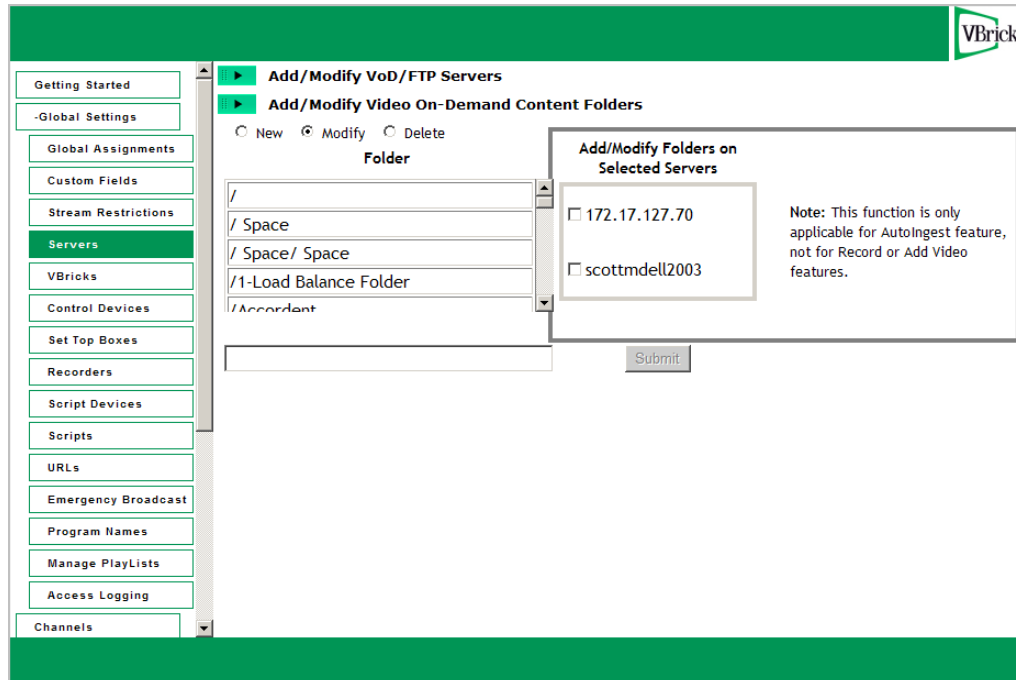 VBrick
Getting Started
-Global Settings
Global Assignments
Custom Fields
Stream Restrictions
Servers
VBricks
Control Devices
Set Top Boxes
Recorders
Script Devices
Scripts
URLs
Emergency Broadcast
Program Names
Manage PlayLists
Access Logging
Channels
Add/Modify VoD/FTP Servers
Add/Modify Video On-Demand Content Folders
New Modify Delete
Folder
/
/ Space
/ Space/ Space
/1-Load Balance Folder
/Accordent
Add/Modify Folders on
Selected Servers
172.17.127.70
scottmdell2003
Note: This function is only
applicable for AutoIngest feature,
not for Record or Add Video
features.
Submit